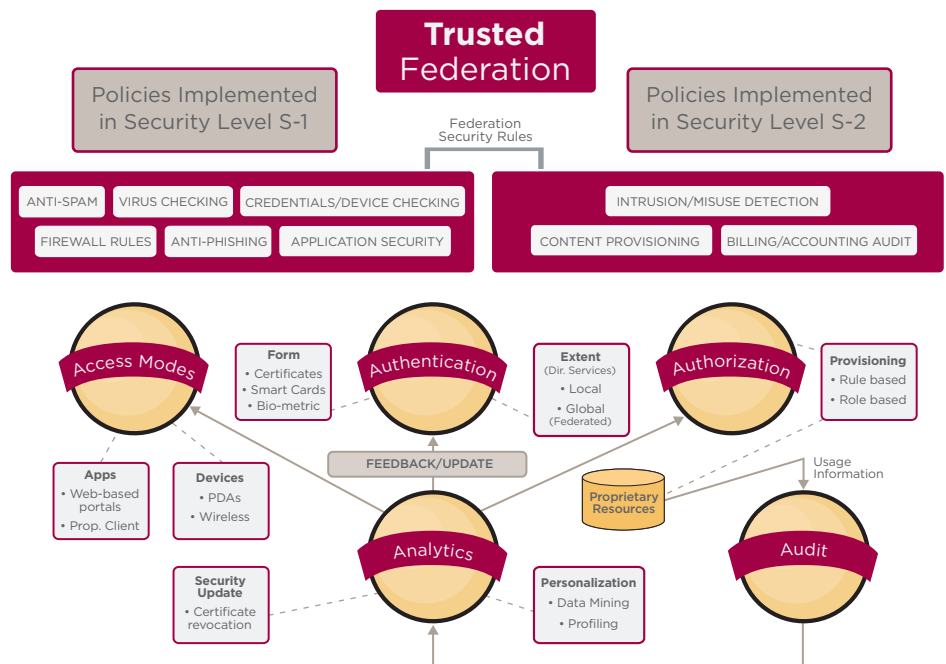 Trusted
Federation
Policies Implemented
in Security Level S-1
Policies Implemented
in Security Level S-2
Federation
Security Rules
ANTI-SPAM
VIRUS CHECKING
CREDENTIALS/DEVICE CHECKING
FIREWALL RULES
ANTI-PHISHING
APPLICATION SECURITY
INTRUSION/MISUSE DETECTION
CONTENT PROVISIONING
BILLING/ACCOUNTING AUDIT
Access Modes
Form
• Certificates
• Smart Cards
• Bio-metric
Authentication
Extent
(Dir. Services)
• Local
• Global
(Federated)
Authorization
Provisioning
• Rule based
• Role based
FEEDBACK/UPDATE
Apps
• Web-based
portals
• Prop. Client
Devices
• PDAs
• Wireless
Proprietary
Resources
Usage
Information
Analytics
Audit
Security
Update
• Certificate
revocation
Personalization
• Data Mining
• Profiling